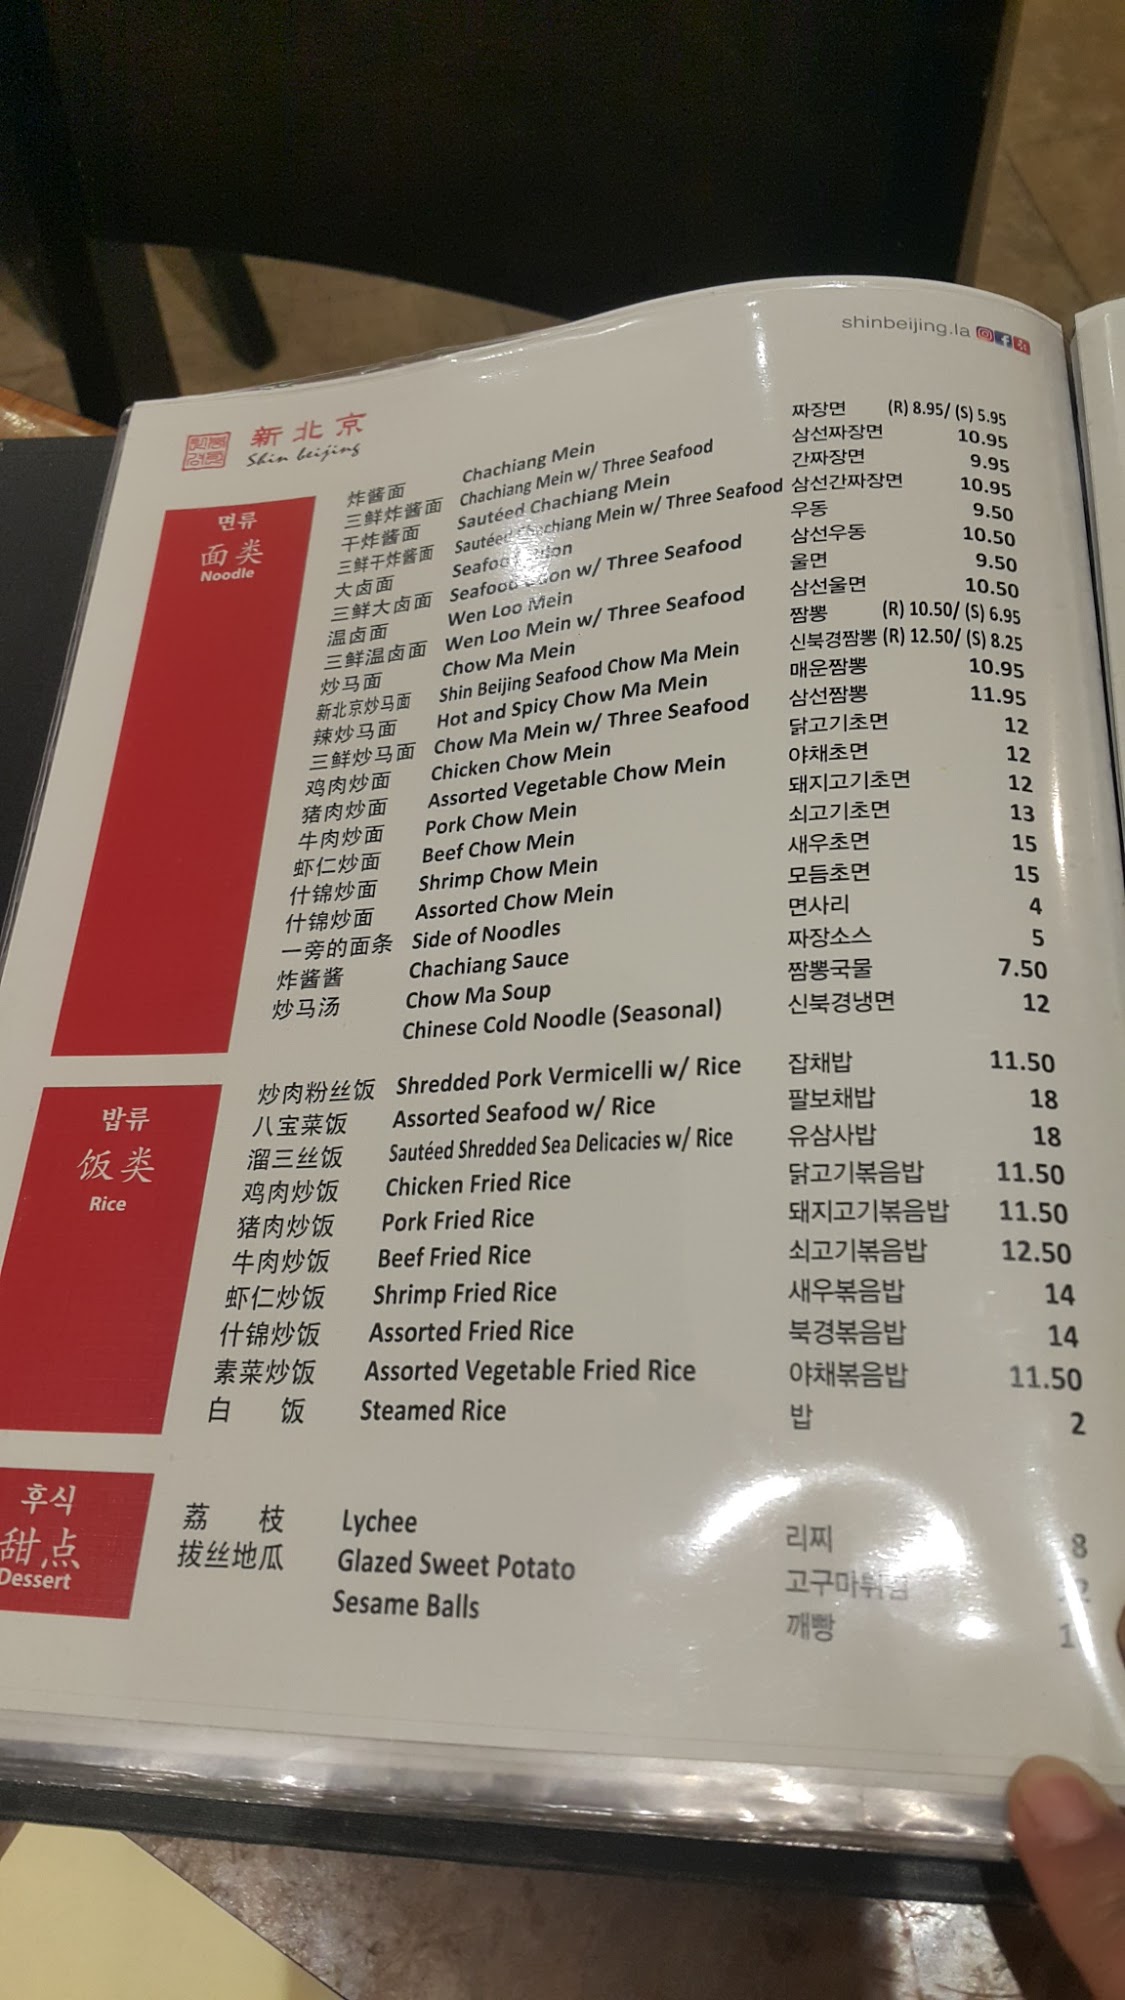 shinbeijing.la
新北京
Shin beijing
면류
面类
Noodle
炸酱面 Chachiang Mein 짜장면 (R) 8.95/ (S) 5.95
三鲜炸酱面 Chachiang Mein w/ Three Seafood 삼선짜장면 10.95
干炸酱面 Sautéed Chachiang Mein 간짜장면 9.95
三鲜干炸酱面 Sautéed Chachiang Mein w/ Three Seafood 삼선간짜장면 10.95
大卤面 Seafood 우동 9.50
三鲜大卤面 Seafood w/ Three Seafood 삼선우동 10.50
温卤面 Wen Loo Mein 울면 9.50
三鲜温卤面 Wen Loo Mein w/ Three Seafood 삼선울면 10.50
炒马面 Chow Ma Mein 짬뽕 (R) 10.50/ (S) 6.95
新北京炒马面 Shin Beijing Seafood Chow Ma Mein 신북경짬뽕 (R) 12.50/ (S) 8.25
辣炒马面 Hot and Spicy Chow Ma Mein 매운짬뽕 10.95
三鲜炒马面 Chow Ma Mein w/ Three Seafood 삼선짬뽕 11.95
鸡肉炒面 Chicken Chow Mein 닭고기초면 12
猪肉炒面 Assorted Vegetable Chow Mein 야채초면 12
牛肉炒面 Pork Chow Mein 돼지고기초면 12
虾仁炒面 Beef Chow Mein 쇠고기초면 13
什锦炒面 Shrimp Chow Mein 새우초면 15
什锦炒面 Assorted Chow Mein 모듬초면 15
一旁的面条 Side of Noodles 면사리 4
炸酱酱 Chachiang Sauce 짜장소스 5
炒马汤 Chow Ma Soup 짬뽕국물 7.50
Chinese Cold Noodle (Seasonal) 신북경냉면 12
밥류
饭类
Rice
炒肉粉丝饭 Shredded Pork Vermicelli w/ Rice 잡채밥 11.50
八宝菜饭 Assorted Seafood w/ Rice 팔보채밥 18
溜三丝饭 Sautéed Shredded Sea Delicacies w/ Rice 유삼사밥 18
鸡肉炒饭 Chicken Fried Rice 닭고기볶음밥 11.50
猪肉炒饭 Pork Fried Rice 돼지고기볶음밥 11.50
牛肉炒饭 Beef Fried Rice 쇠고기볶음밥 12.50
虾仁炒饭 Shrimp Fried Rice 새우볶음밥 14
什锦炒饭 Assorted Fried Rice 북경볶음밥 14
素菜炒饭 Assorted Vegetable Fried Rice 야채볶음밥 11.50
白 饭 Steamed Rice 밥 2
후식
甜点
Dessert
荔 枝 Lychee 리찌 8
拔丝地瓜 Glazed Sweet Potato
Sesame Balls 깨빵